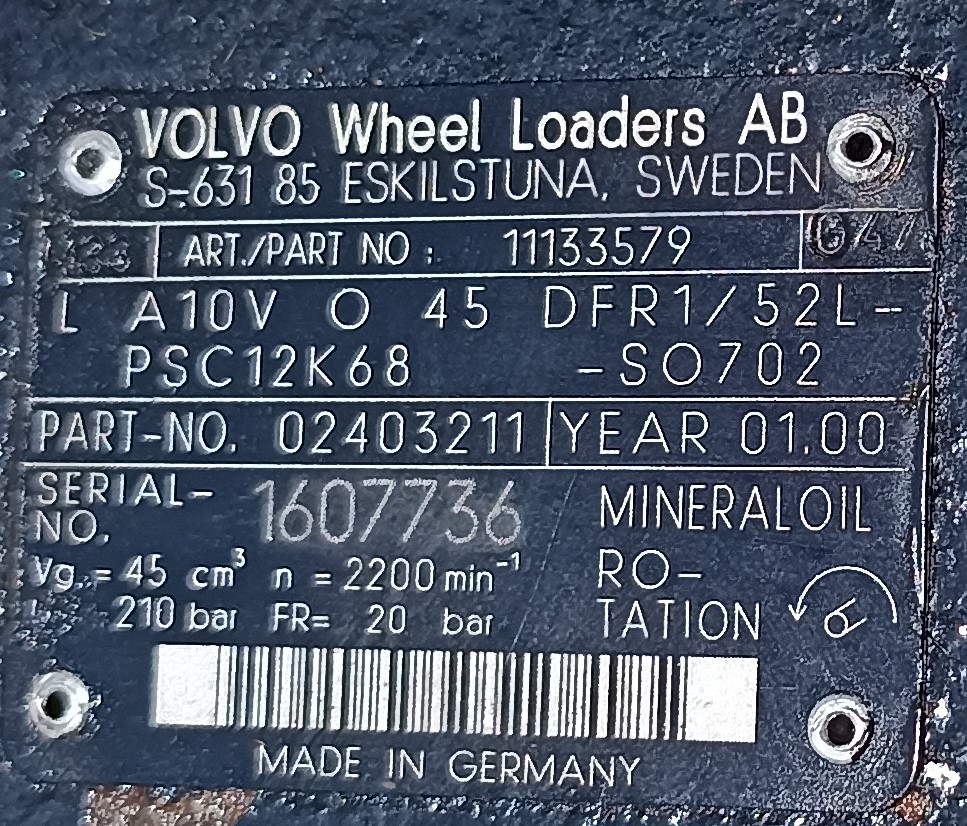 VOLVO Wheel Loaders AB
S-631 85 ESKILSTUNA, SWEDEN
ART./PART NO : 11133579 G47
L A10V O 45 DFR1/52L-
PSC12K68 -SO702
PART-NO. 02403211 YEAR 01.00
SERIAL-
NO. 1607736 MINERALOIL
Vg = 45 cm³ n = 2200 min⁻¹ RO-
210 bar FR= 20 bar TATION
MADE IN GERMANY